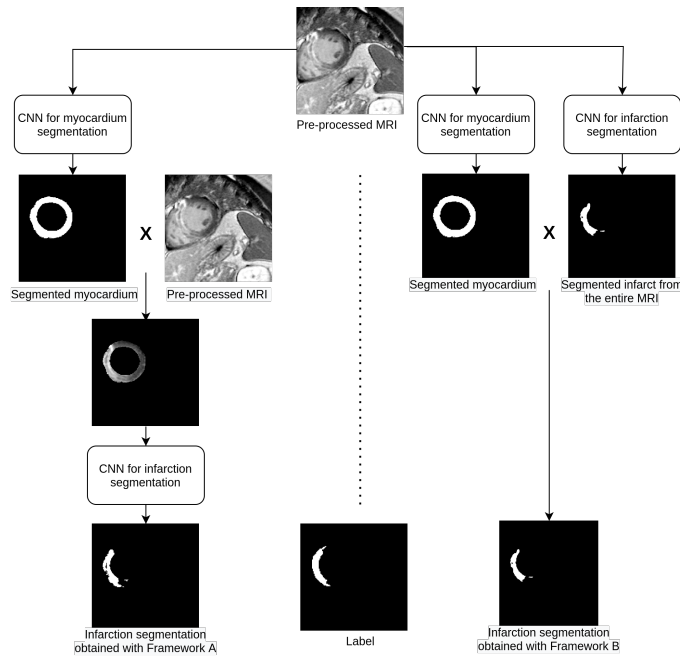 Pre-processed MRI
CNN for myocardium
segmentation
CNN for myocardium
segmentation
CNN for infarction
segmentation
X
X
Segmented myocardium
Pre-processed MRI
Segmented myocardium
Segmented infarct from
the entire MRI
CNN for infarction
segmentation
Infarction segmentation
obtained with Framework A
Label
Infarction segmentation
obtained with Framework B